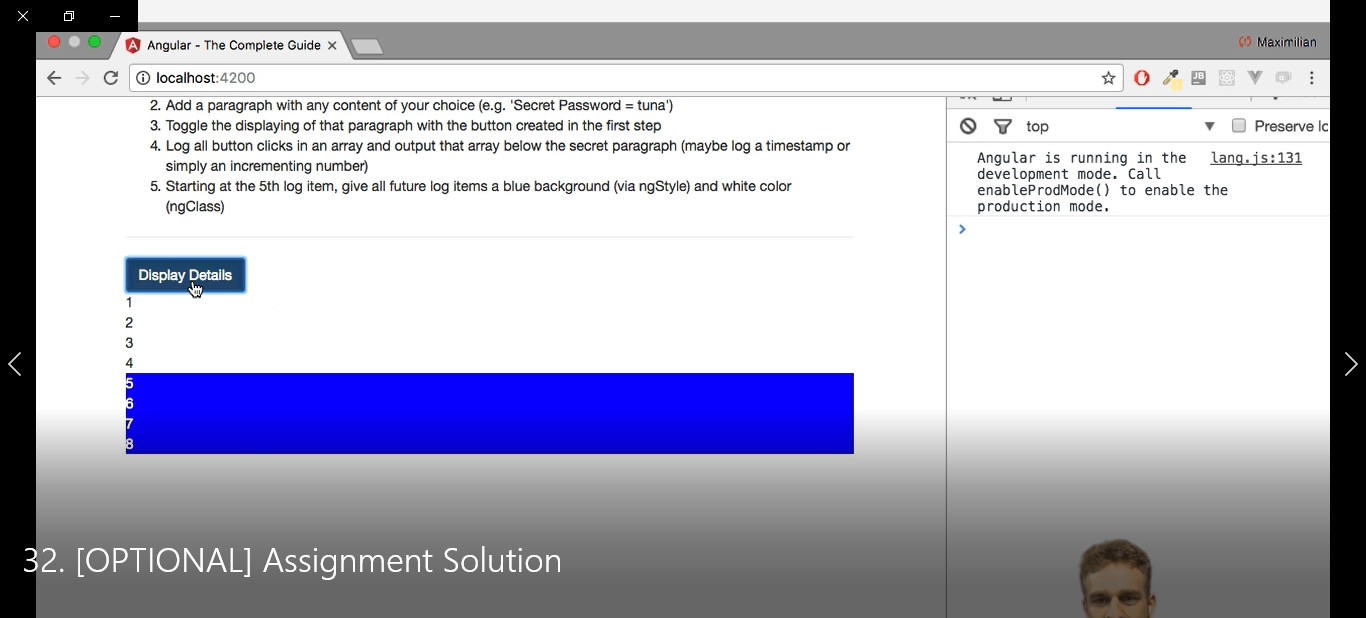 Angular - The Complete Guide
Maximilian
localhost:4200
2. Add a paragraph with any content of your choice (e.g. 'Secret Password = tuna')
3. Toggle the displaying of that paragraph with the button created in the first step
4. Log all button clicks in an array and output that array below the secret paragraph (maybe log a timestamp or
simply an incrementing number)
5. Starting at the 5th log item, give all future log items a blue background (via ngStyle) and white color
(ngClass)
top
Preserve lo
Angular is running in the lang.js:131
development mode. Call
enableProdMode() to enable the
production mode.
Display Details
1
2
3
4
5
6
7
8
32. [OPTIONAL] Assignment Solution